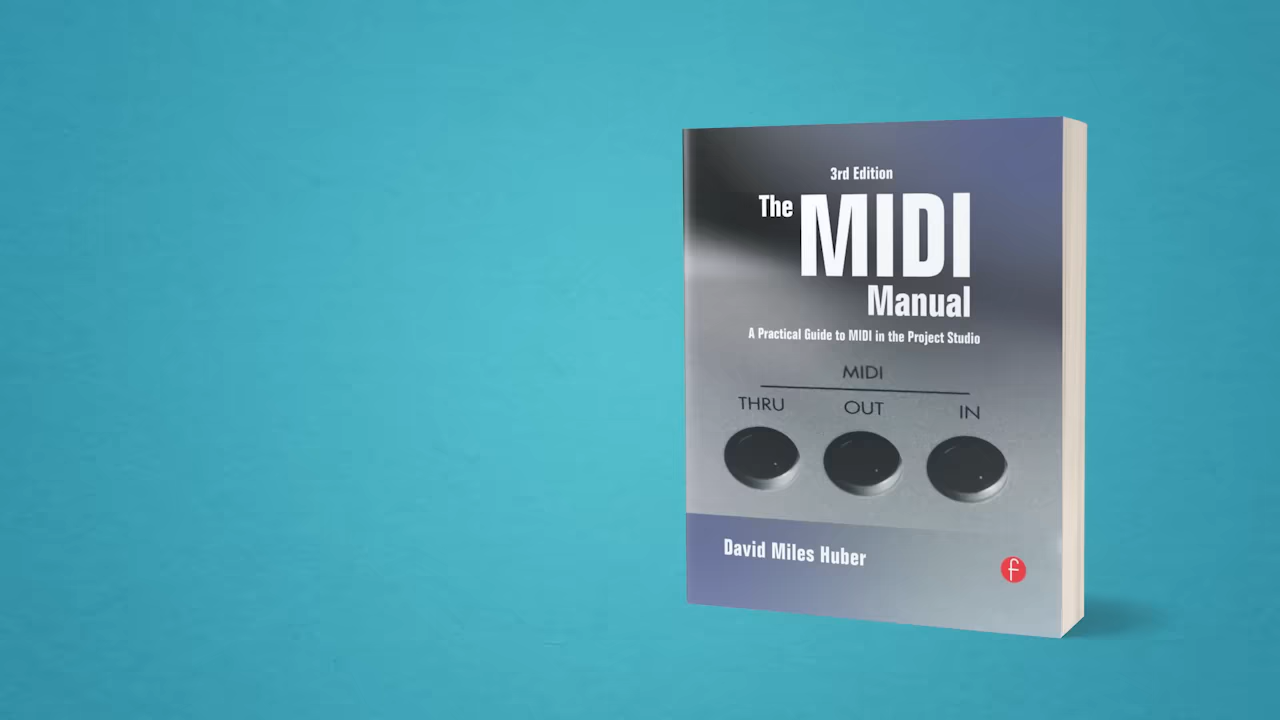 3rd Edition
The MIDI
Manual
A Practical Guide to MIDI in the Project Studio
MIDI
THRU OUT IN
David Miles Huber
f